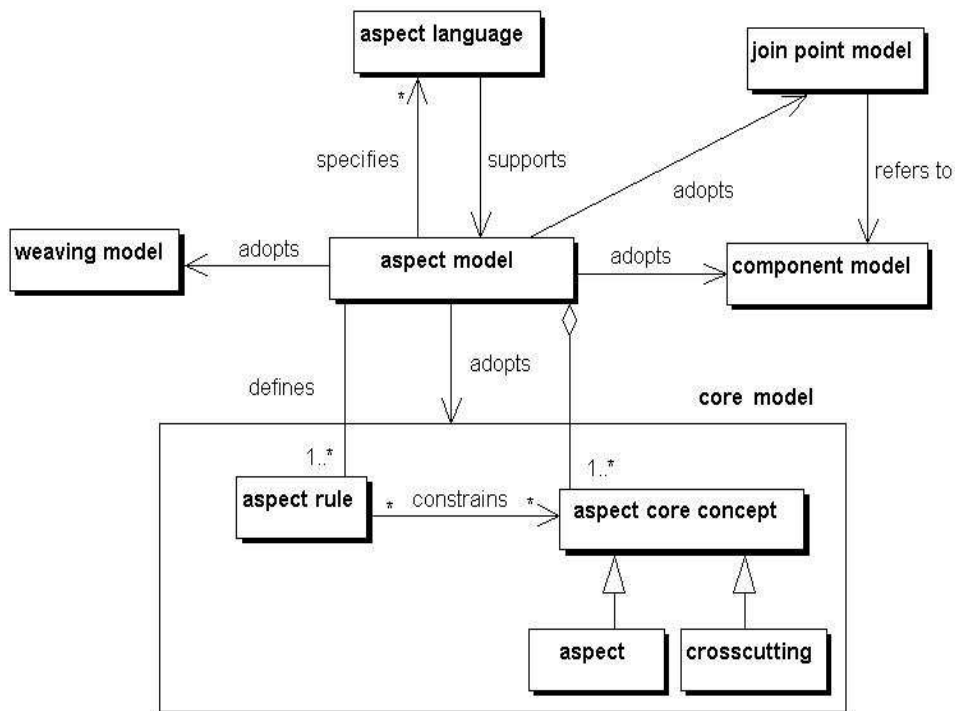 aspect language
join point model
*
specifies
supports
adopts
refers to
weaving model
adopts
aspect model
adopts
component model
defines
adopts
core model
1..*
1..*
aspect rule
*
constrains
*
aspect core concept
aspect
crosscutting